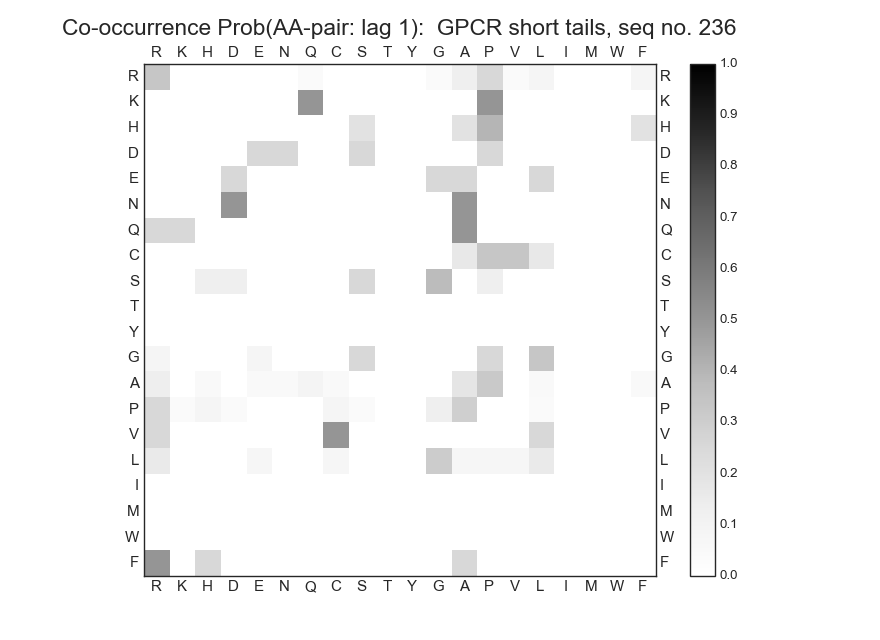 Co-occurrence Prob(AA-pair: lag 1):  GPCR short tails, seq no. 236
R K H D E N Q C S T Y G A P V L I M W F
R R 1.0
K K 0.9
H H
D D 0.8
E E
N N 0.7
Q Q
C C 0.6
S S
T T 0.5
Y Y
G G 0.4
A A
P P 0.3
V V
L L 0.2
I I
M M 0.1
W W
F F
R K H D E N Q C S T Y G A P V L I M W F 0.0